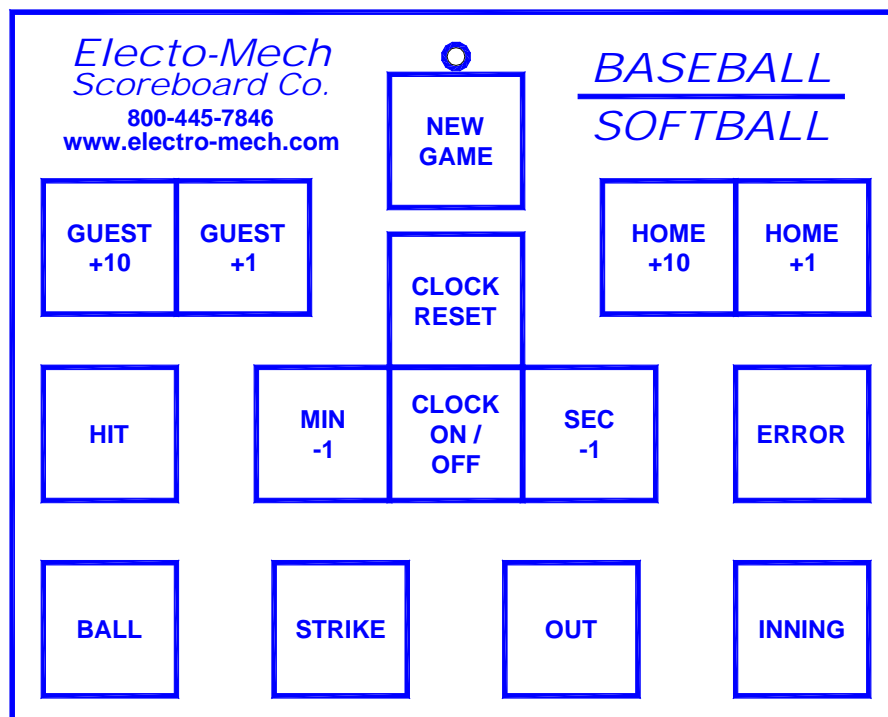 Electo-Mech
Scoreboard Co.
800-445-7846
www.electro-mech.com
BASEBALL
SOFTBALL
NEW
GAME
GUEST
+10
GUEST
+1
HOME
+10
HOME
+1
CLOCK
RESET
HIT
MIN
-1
CLOCK
ON /
OFF
SEC
-1
ERROR
BALL
STRIKE
OUT
INNING